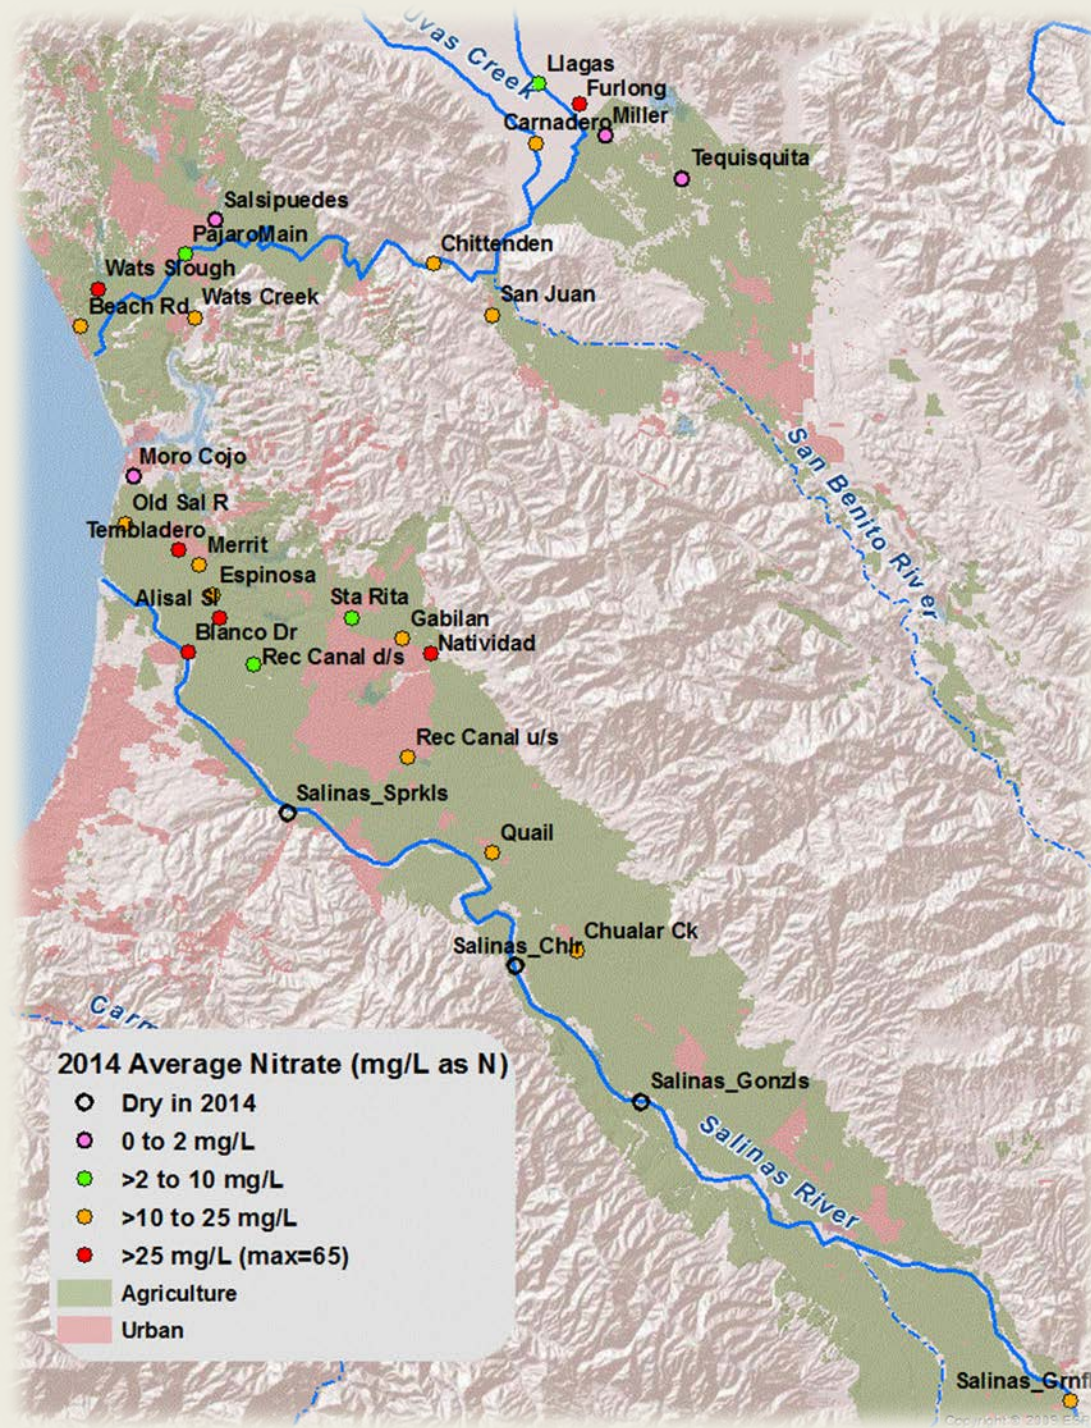 Uvas Creek
Llagas
Furlong
Carnadero
Miller
Tequisquita
Salsipuedes
PajaroMain
Chittenden
Wats Slough
San Juan
Beach Rd
Wats Creek
San Benito River
Moro Cojo
Old Sal R
Tembladero
Merrit
Espinosa
Alisal Sl
Sta Rita
Gabilan
Blanco Dr
Natividad
Rec Canal d/s
Rec Canal u/s
Salinas_Sprkls
Quail
Chualar Ck
Salinas_Chlr
Carm
Salinas_Gonzls
Salinas River
2014 Average Nitrate (mg/L as N)
Dry in 2014
0 to 2 mg/L
>2 to 10 mg/L
>10 to 25 mg/L
>25 mg/L (max=65)
Agriculture
Urban
Salinas_Grnf